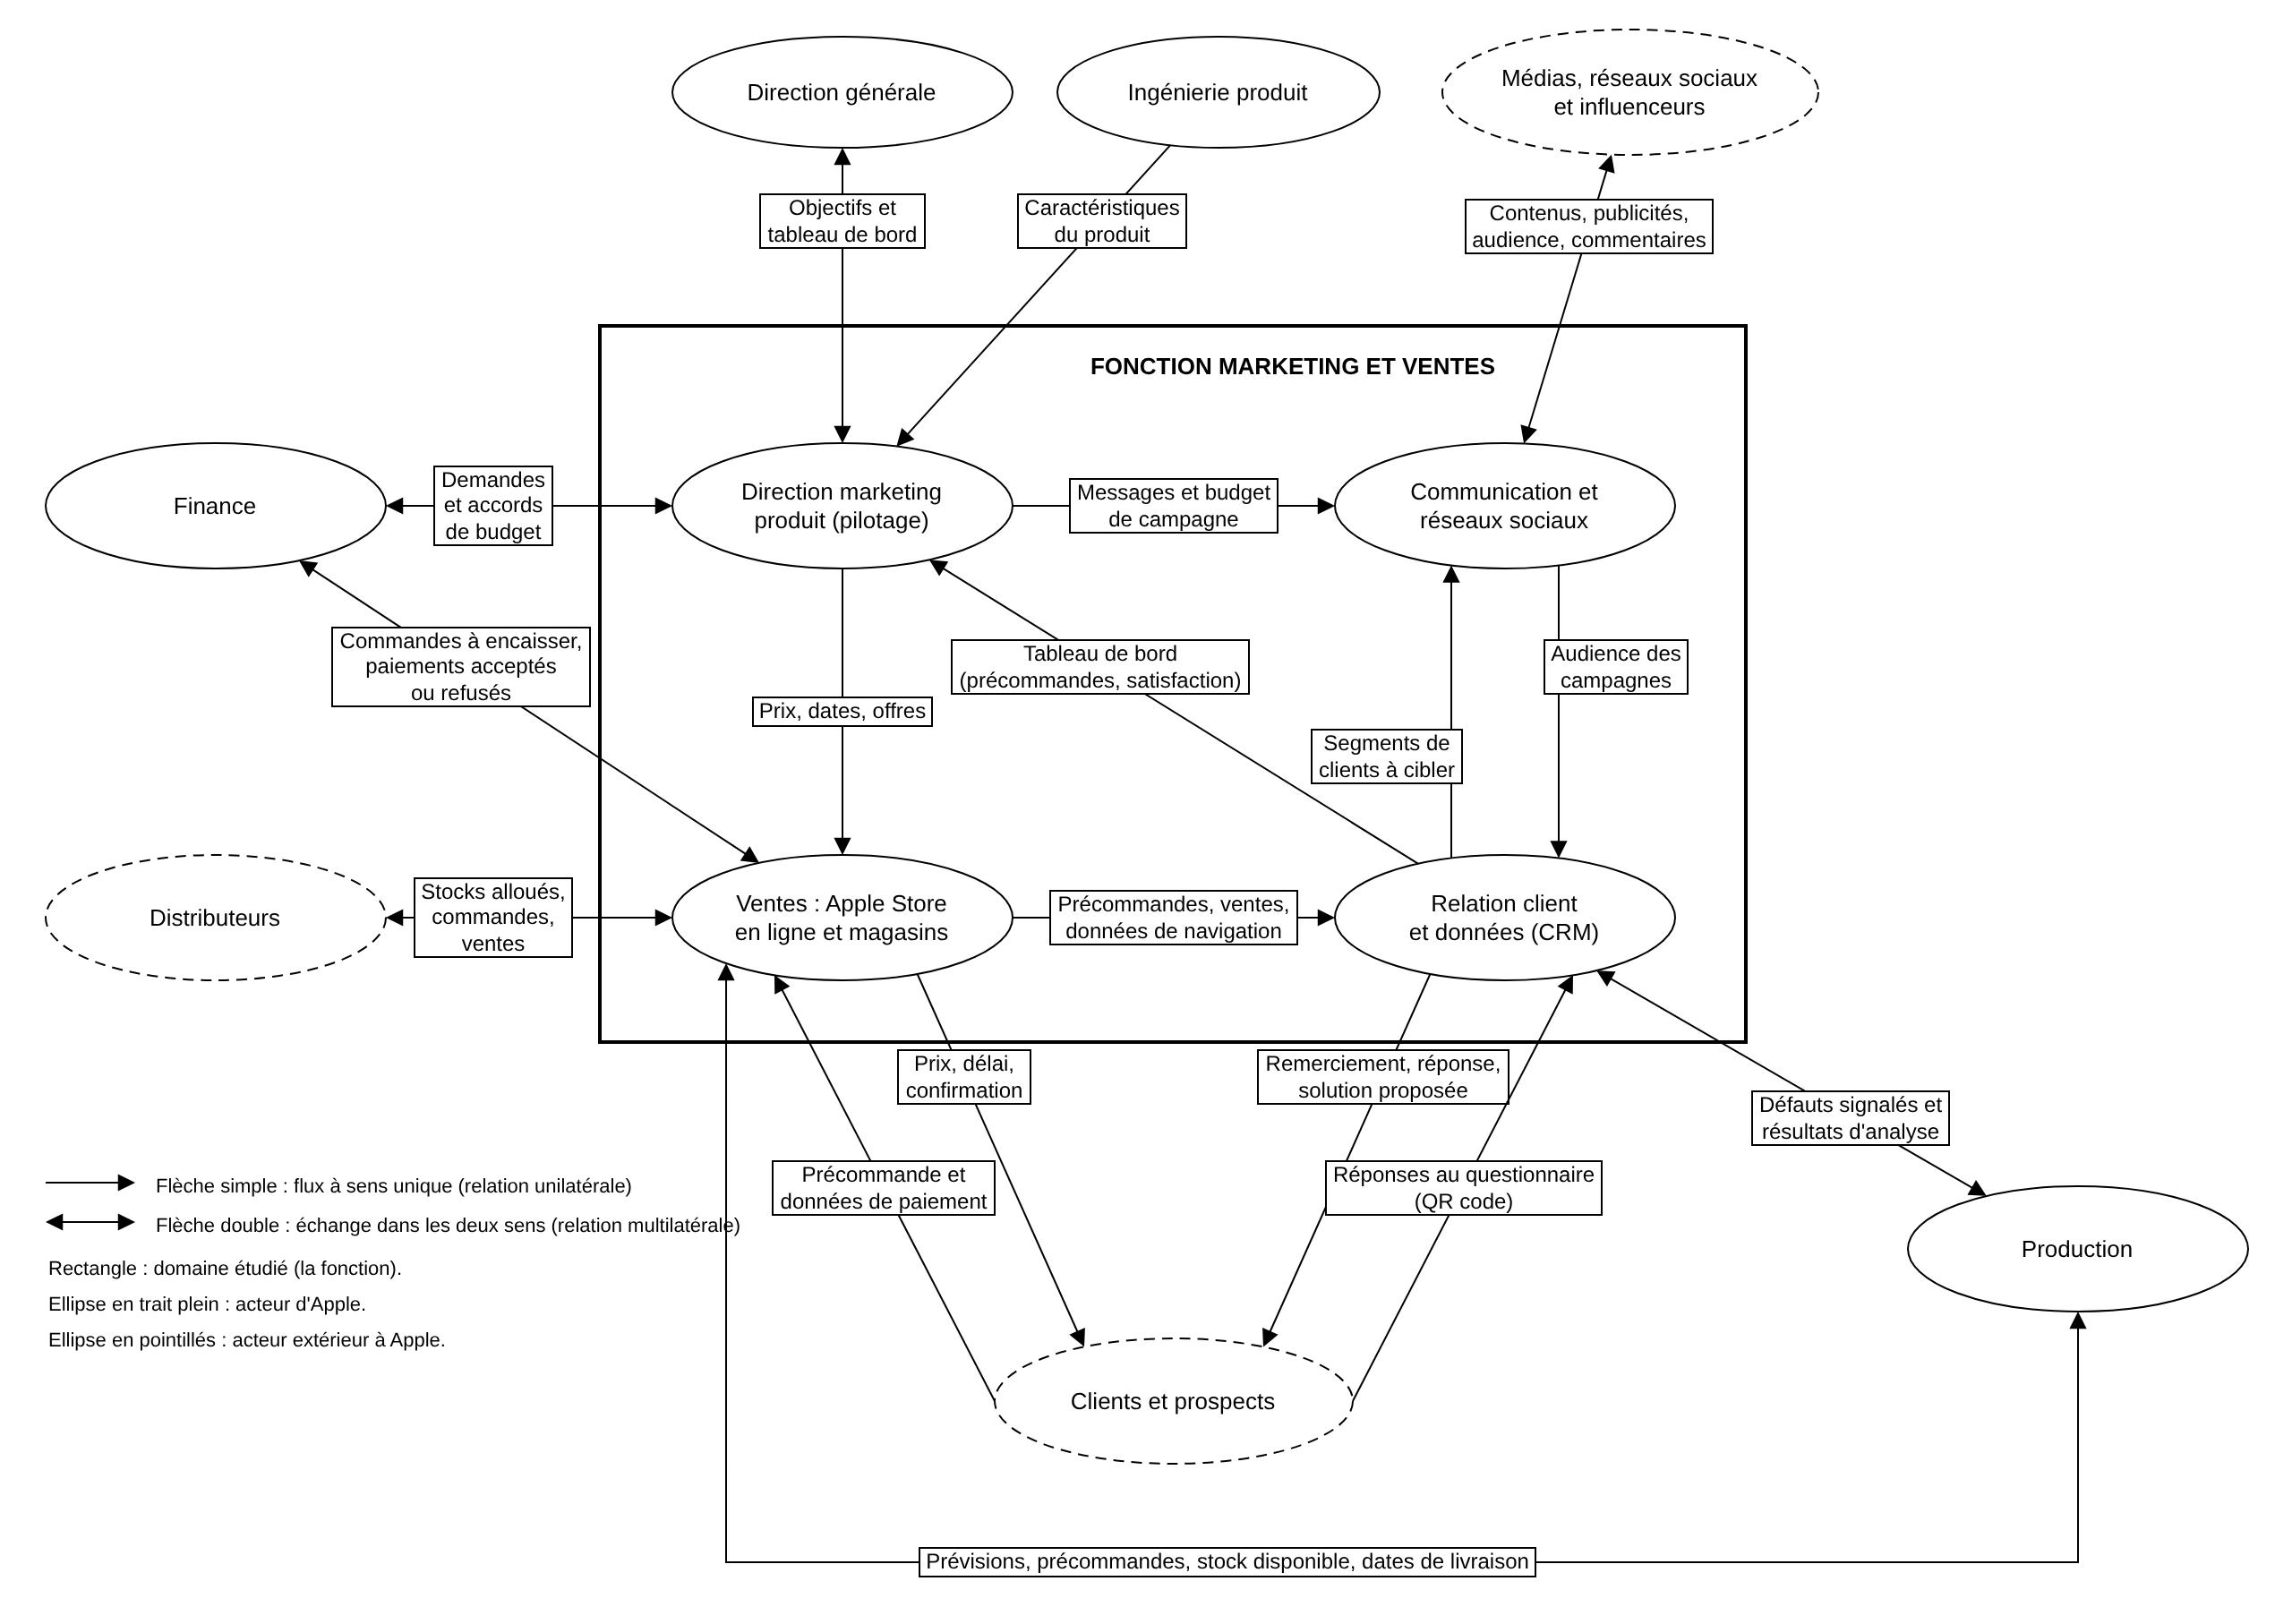 Direction générale
Ingénierie produit
Médias, réseaux sociaux
et influenceurs
Objectifs et
tableau de bord
Caractéristiques
du produit
Contenus, publicités,
audience, commentaires
FONCTION MARKETING ET VENTES
Finance
Demandes
et accords
de budget
Direction marketing
produit (pilotage)
Messages et budget
de campagne
Communication et
réseaux sociaux
Commandes à encaisser,
paiements acceptés
ou refusés
Prix, dates, offres
Tableau de bord
(précommandes, satisfaction)
Segments de
clients à cibler
Audience des
campagnes
Distributeurs
Stocks alloués,
commandes,
ventes
Ventes : Apple Store
en ligne et magasins
Précommandes, ventes,
données de navigation
Relation client
et données (CRM)
Prix, délai,
confirmation
Remerciement, réponse,
solution proposée
Défauts signalés et
résultats d'analyse
Précommande et
données de paiement
Réponses au questionnaire
(QR code)
Flèche simple : flux à sens unique (relation unilatérale)
Flèche double : échange dans les deux sens (relation multilatérale)
Rectangle : domaine étudié (la fonction).
Ellipse en trait plein : acteur d'Apple.
Ellipse en pointillés : acteur extérieur à Apple.
Production
Clients et prospects
Prévisions, précommandes, stock disponible, dates de livraison